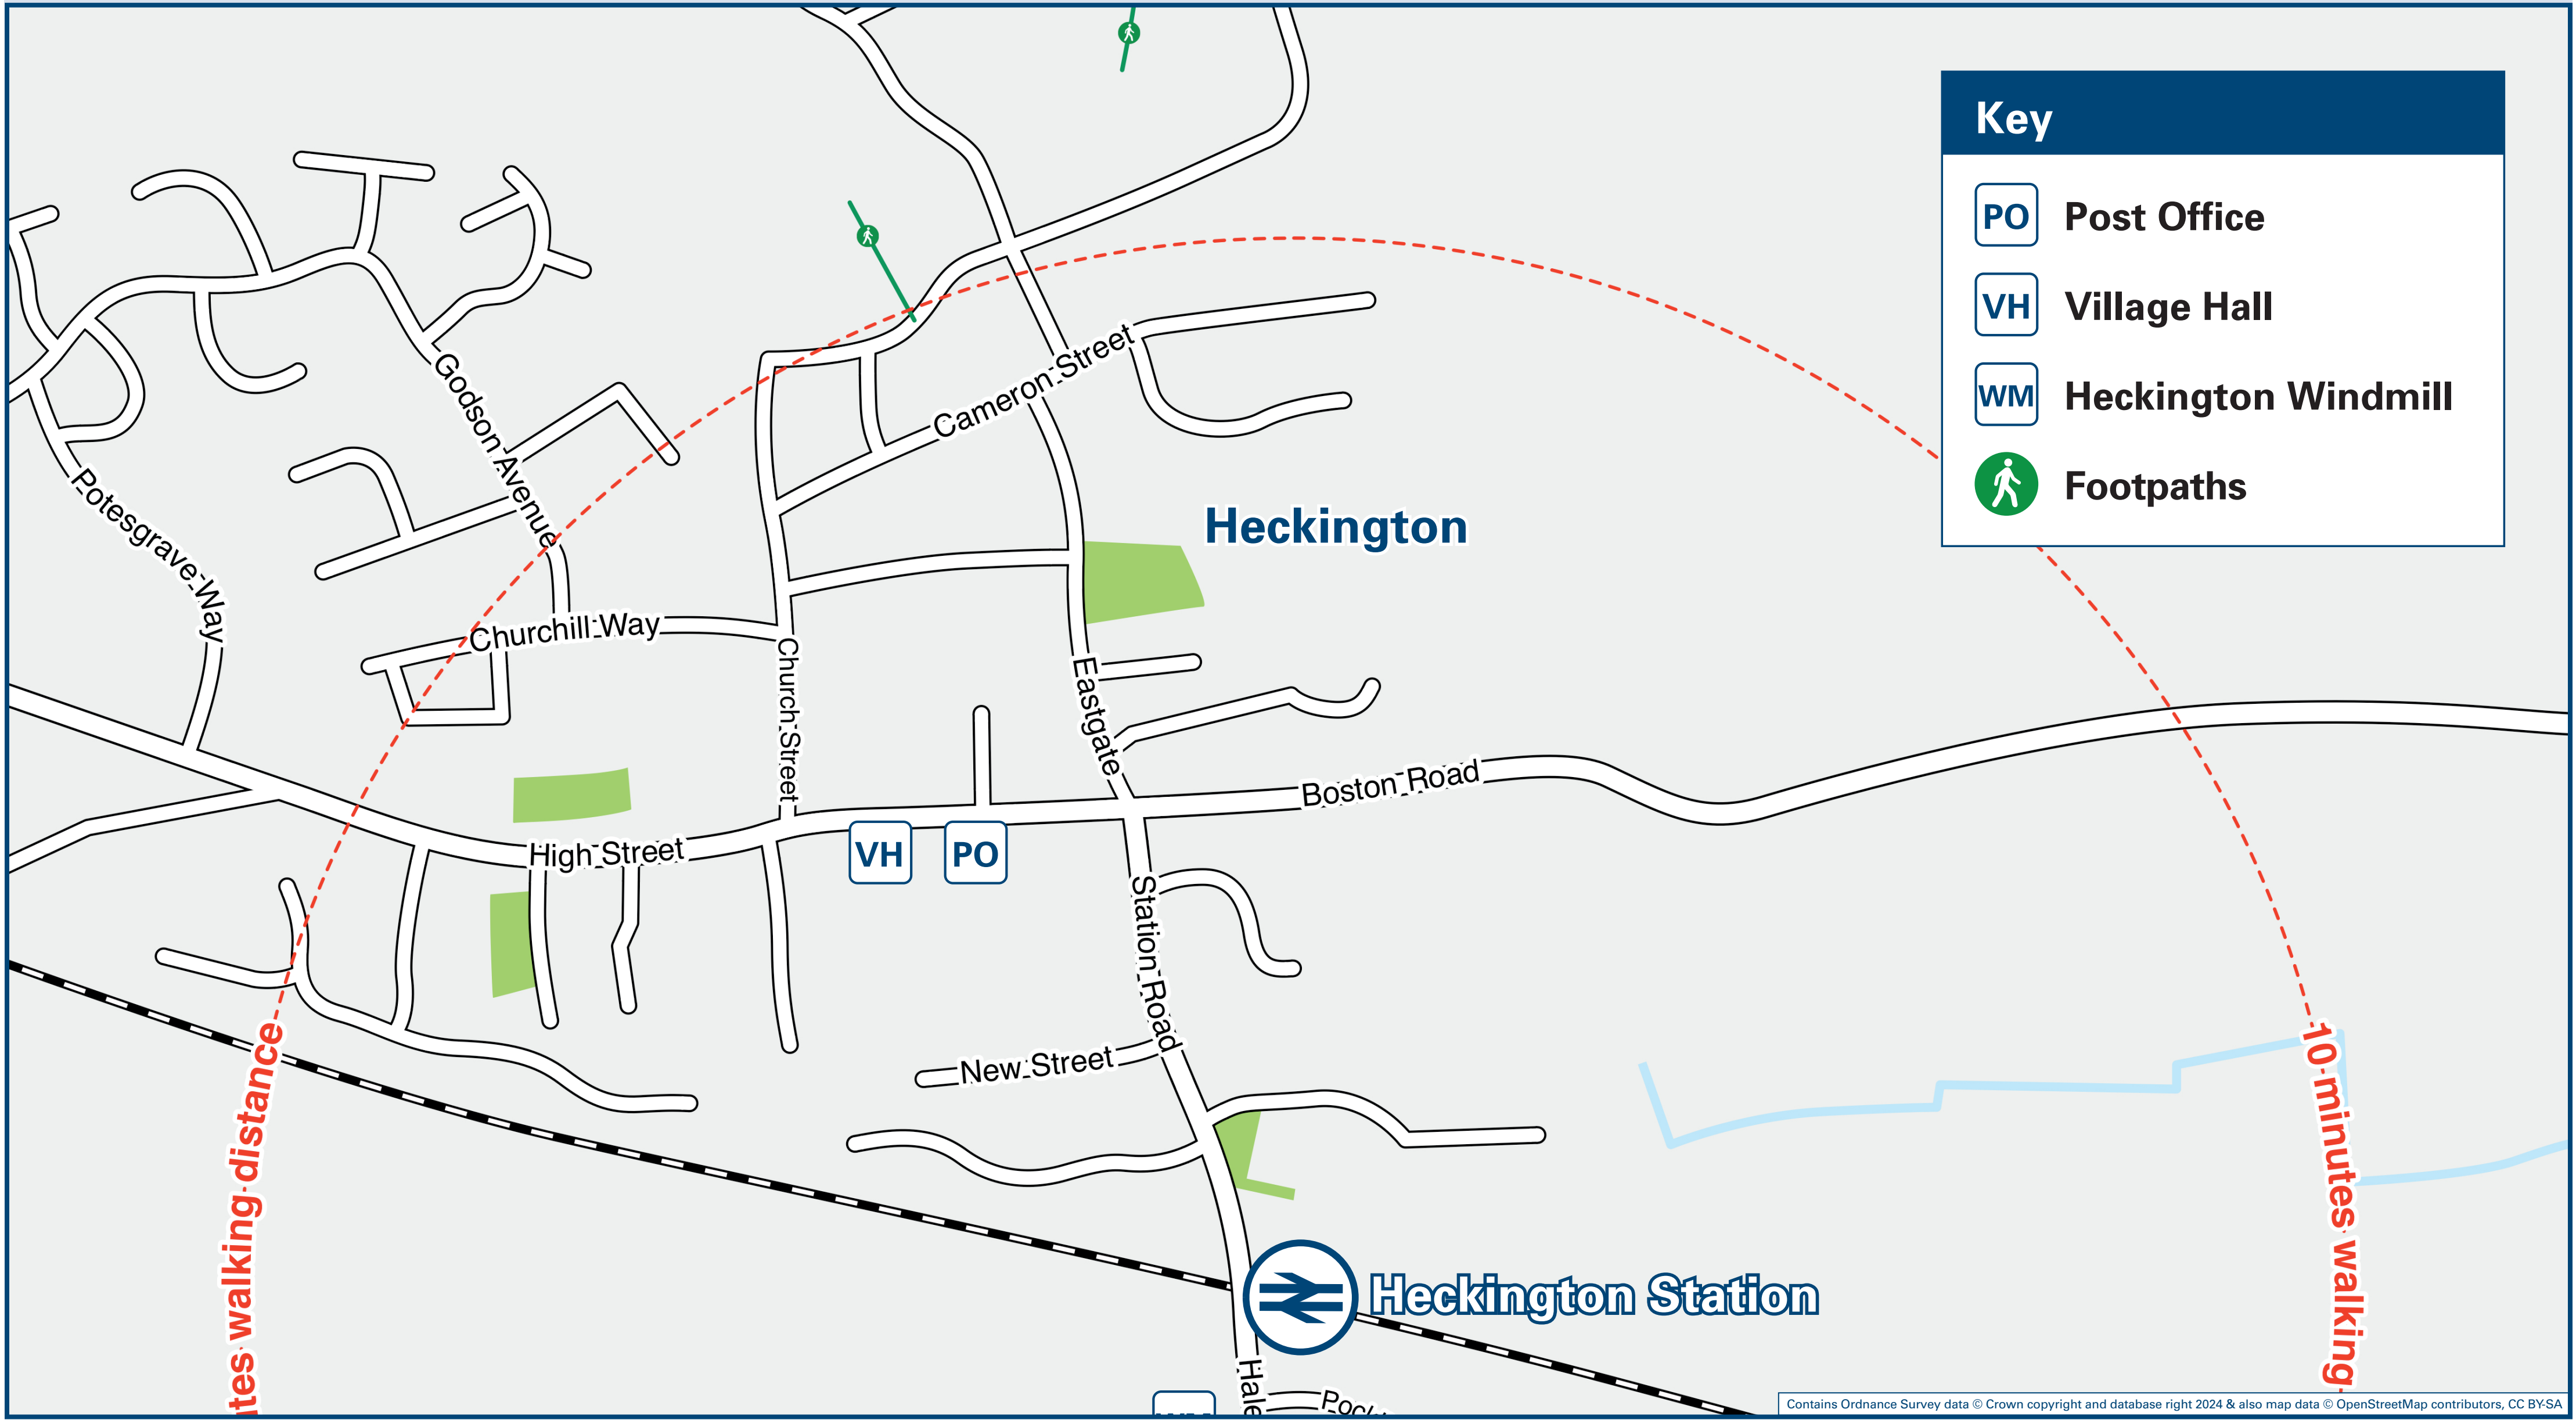 Key
PO Post Office
VH Village Hall
WM Heckington Windmill
Footpaths
Godson Avenue
Cameron Street
Potesgrave Way
Heckington
Churchill Way
Church Street
Eastgate
Boston Road
High Street
VH
PO
Station Road
New Street
tes walking distance
10 minutes walking
Heckington Station
Hale
Contains Ordnance Survey data © Crown copyright and database right 2024 & also map data © OpenStreetMap contributors, CC BY-SA